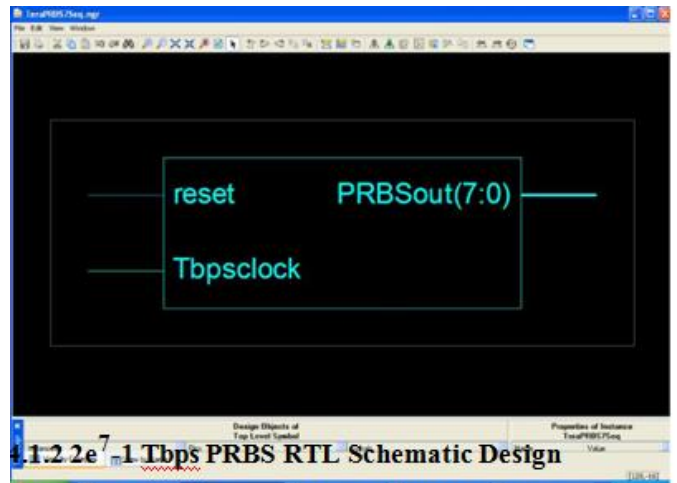 TeraPRBS7Seq.ngr
File Edit View Window
reset PRBSout(7:0)
Tbpsclock
Design Objects of
Top Level Symbol
Properties of Instance
TeraPRBS7Seq
Value
4.1.2 2e7-1 Tbps PRBS RTL Schematic Design